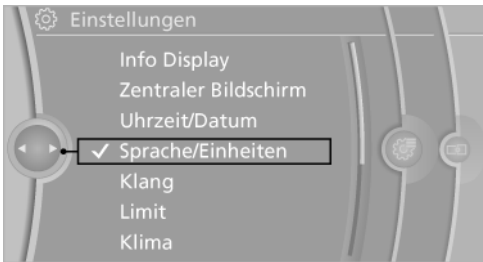 Einstellungen
Info Display
Zentraler Bildschirm
Uhrzeit/Datum
Sprache/Einheiten
Klang
Limit
Klima